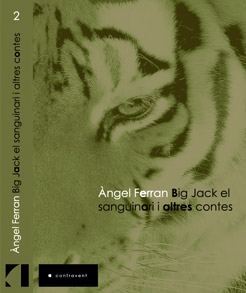 2
Àngel Ferran Big Jack el sanguinari i altres contes
Àngel Ferran Big Jack el
sanguinari i altres contes
contravent